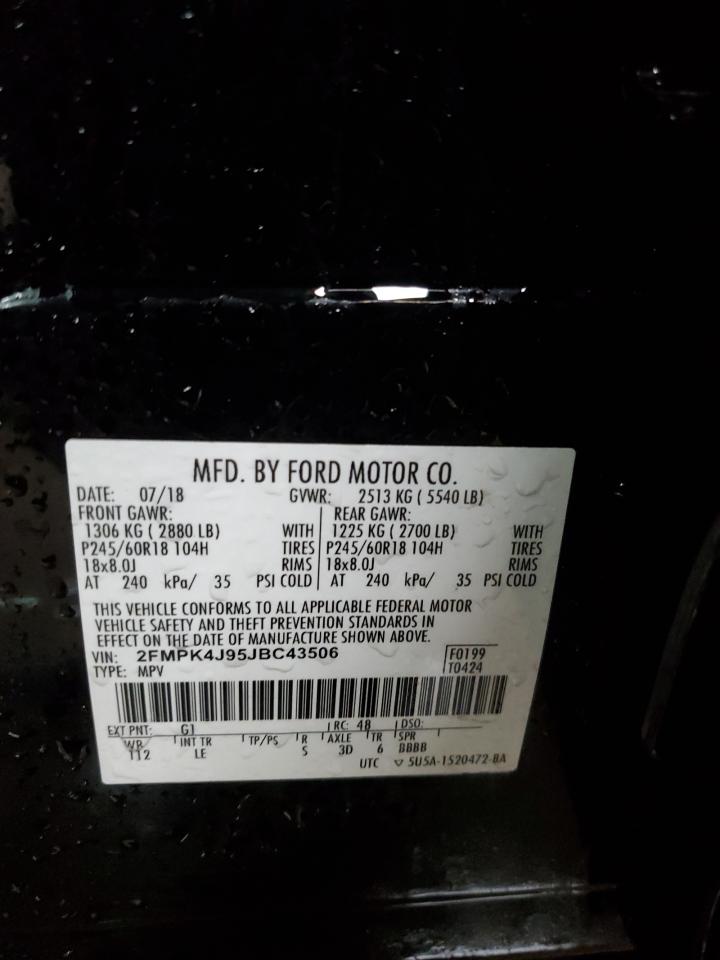 MFD. BY FORD MOTOR CO.
DATE: 07/18 GVWR: 2513 KG ( 5540 LB)
FRONT GAWR: REAR GAWR:
1306 KG ( 2880 LB) WITH 1225 KG ( 2700 LB) WITH
P245/60R18 104H TIRES P245/60R18 104H TIRES
18x8.0J RIMS 18x8.0J RIMS
AT 240 kPa/ 35 PSI COLD AT 240 kPa/ 35 PSI COLD
THIS VEHICLE CONFORMS TO ALL APPLICABLE FEDERAL MOTOR
VEHICLE SAFETY AND THEFT PREVENTION STANDARDS IN
EFFECT ON THE DATE OF MANUFACTURE SHOWN ABOVE.
VIN: 2FMPK4J95JBC43506 F0199
TYPE: MPV T0424
EXT PNT: G1 RC: 48 DSO:
WB INT TR TP/PS R AXLE TR SPR
112 LE S 3D 6 BBBB
UTC ▽ 5U5A-1520472-BA